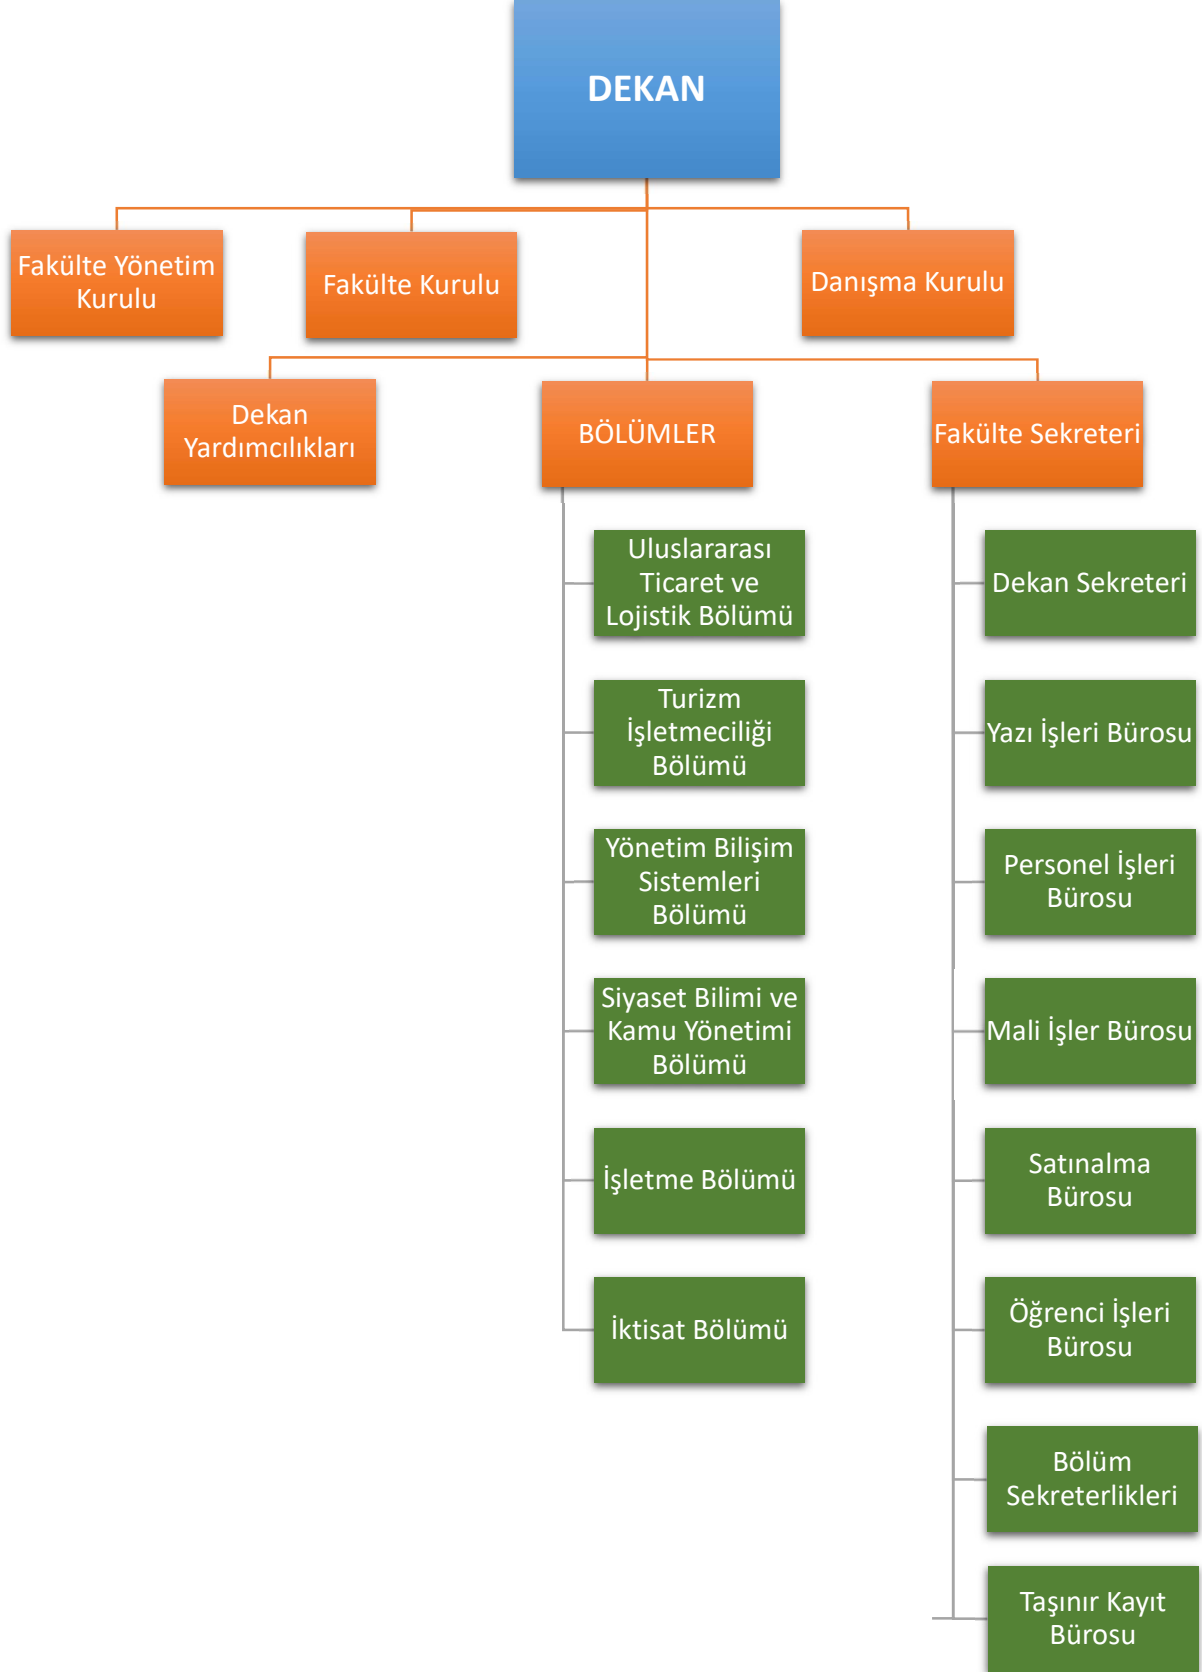 DEKAN
Fakülte Yönetim
Kurulu
Fakülte Kurulu
Danışma Kurulu
Dekan
Yardımcılıkları
BÖLÜMLER
Fakülte Sekreteri
Uluslararası
Ticaret ve
Lojistik Bölümü
Turizm
İşletmeciliği
Bölümü
Yönetim Bilişim
Sistemleri
Bölümü
Siyaset Bilimi ve
Kamu Yönetimi
Bölümü
İşletme Bölümü
İktisat Bölümü
Dekan Sekreteri
Yazı İşleri Bürosu
Personel İşleri
Bürosu
Mali İşler Bürosu
Satınalma
Bürosu
Öğrenci İşleri
Bürosu
Bölüm
Sekreterlikleri
Taşınır Kayıt
Bürosu